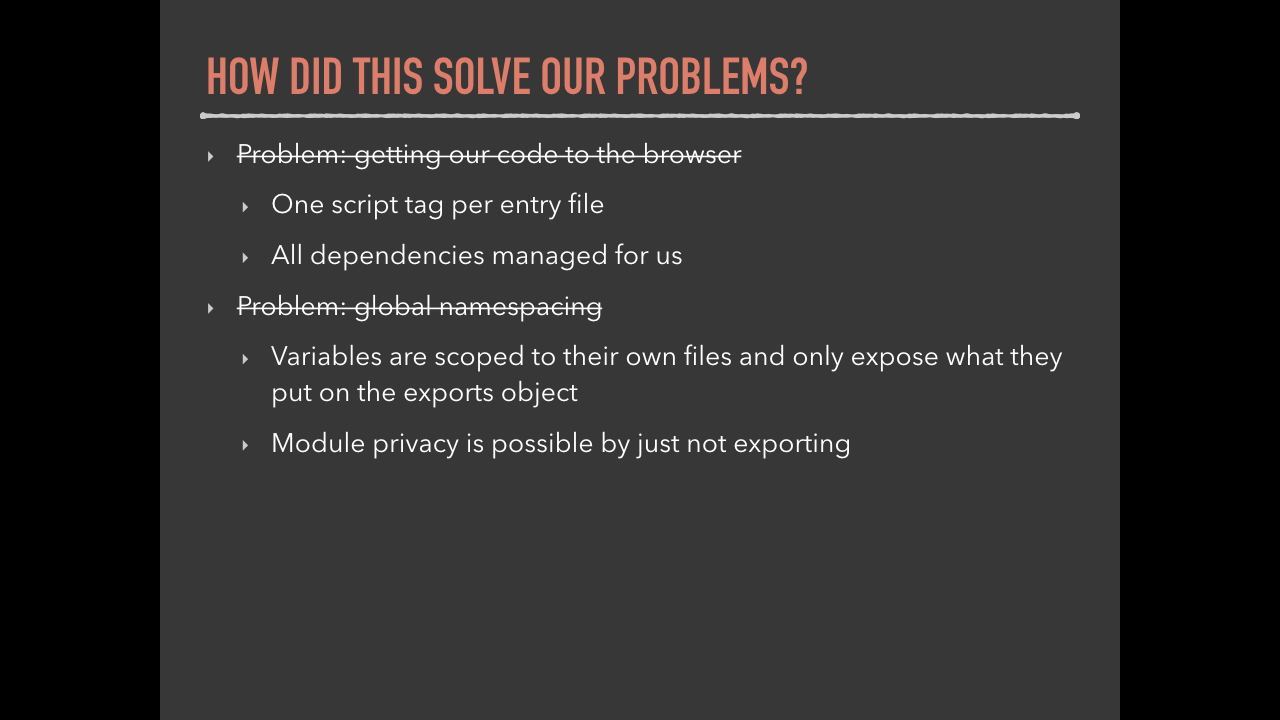 HOW DID THIS SOLVE OUR PROBLEMS?
Problem: getting our code to the browser
One script tag per entry file
All dependencies managed for us
Problem: global namespacing
Variables are scoped to their own files and only expose what they
put on the exports object
Module privacy is possible by just not exporting